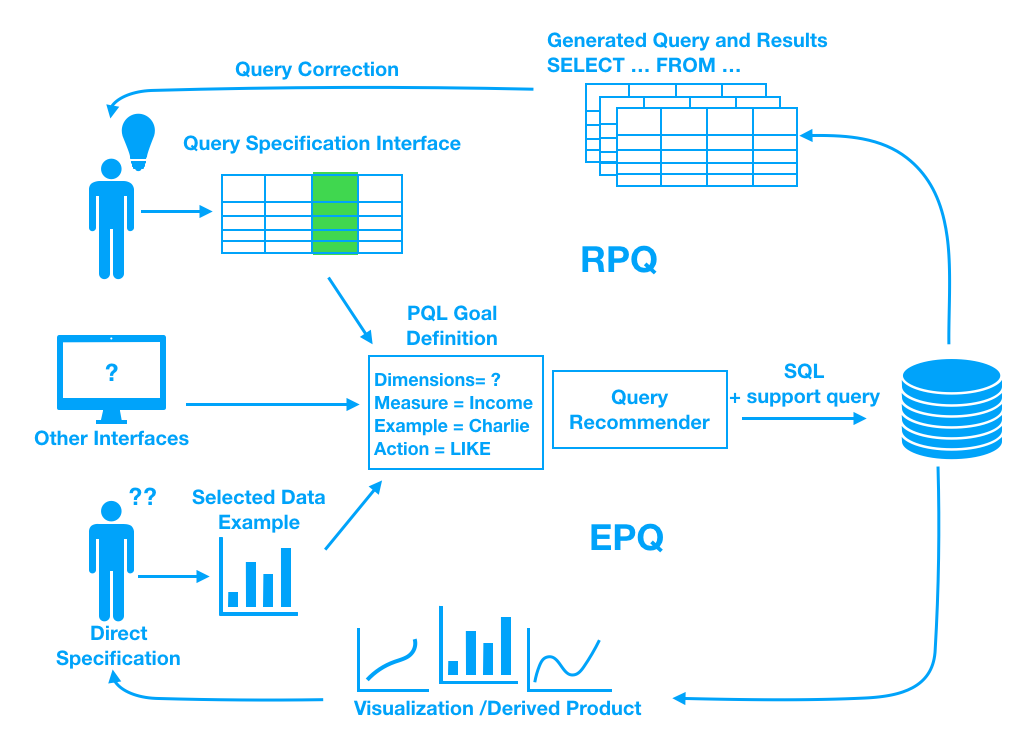 Generated Query and Results
SELECT ... FROM ...
Query Correction
Query Specification Interface
RPQ
PQL Goal
Definition
Dimensions= ?
Measure = Income
Example = Charlie
Action = LIKE
Query
Recommender
SQL
+ support query
?
Other Interfaces
??
Selected Data
Example
EPQ
Direct
Specification
Visualization /Derived Product